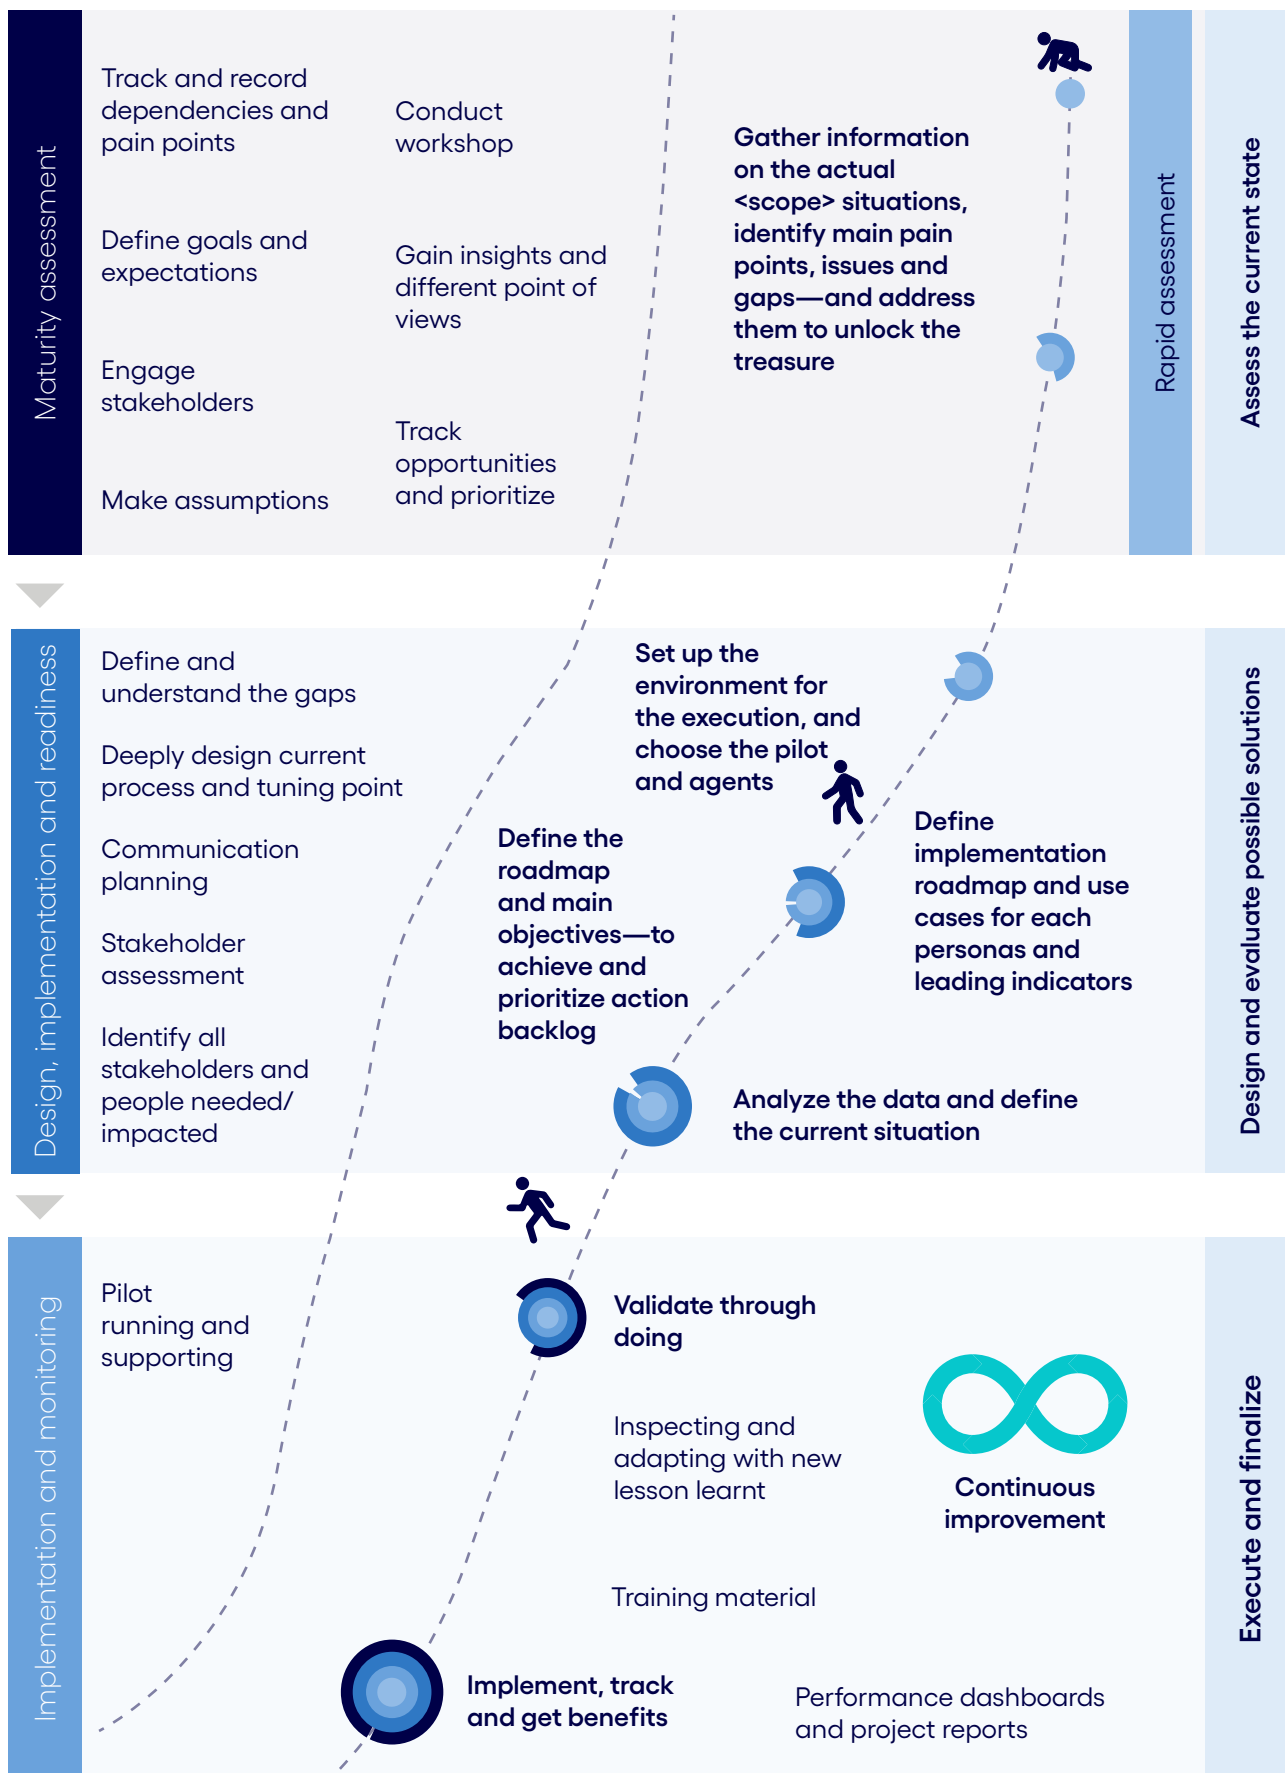 Maturity assessment
Track and record
dependencies and
pain points
Define goals and
expectations
Engage
stakeholders
Make assumptions
Conduct
workshop
Gain insights and
different point of
views
Track
opportunities
and prioritize
Gather information
on the actual
<scope> situations,
identify main pain
points, issues and
gaps—and address
them to unlock the
treasure
Rapid assessment
Assess the current state
Design, implementation and readiness
Define and
understand the gaps
Deeply design current
process and tuning point
Communication
planning
Stakeholder
assessment
Identify all
stakeholders and
people needed/
impacted
Set up the
environment for
the execution, and
choose the pilot
and agents
Define the
roadmap
and main
objectives—to
achieve and
prioritize action
backlog
Define
implementation
roadmap and use
cases for each
personas and
leading indicators
Analyze the data and define
the current situation
Design and evaluate possible solutions
Implementation and monitoring
Pilot
running and
supporting
Validate through
doing
Inspecting and
adapting with new
lesson learnt
Continuous
improvement
Training material
Implement, track
and get benefits
Performance dashboards
and project reports
Execute and finalize